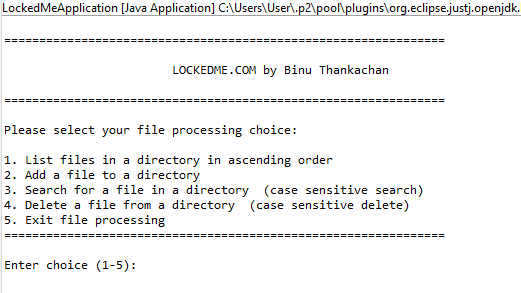 LockedMeApplication [Java Application] C:\Users\User\.p2\pool\plugins\org.eclipse.justj.openjdk.
===============================================================
LOCKEDME.COM by Binu Thankachan
===============================================================
Please select your file processing choice:
1. List files in a directory in ascending order
2. Add a file to a directory
3. Search for a file in a directory  (case sensitive search)
4. Delete a file from a directory  (case sensitive delete)
5. Exit file processing
===============================================================
Enter choice (1-5):